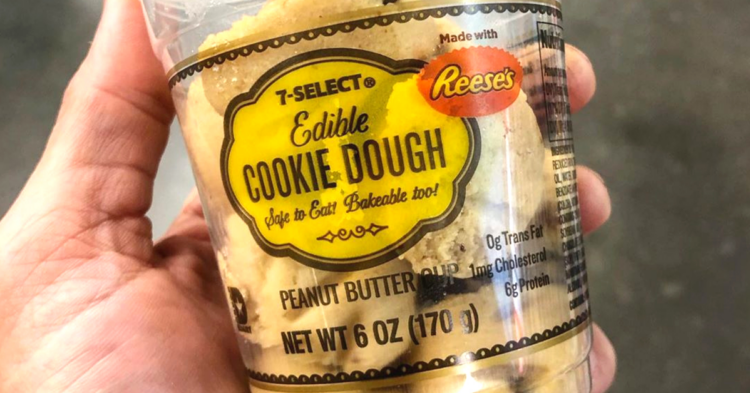 Made with
Reese's
7-SELECT®
Edible
COOKIE DOUGH
Safe to Eat! Bakeable too!
0g Trans Fat
1mg Cholesterol
6g Protein
PEANUT BUTTER CUP
NET WT 6 OZ (170 g)